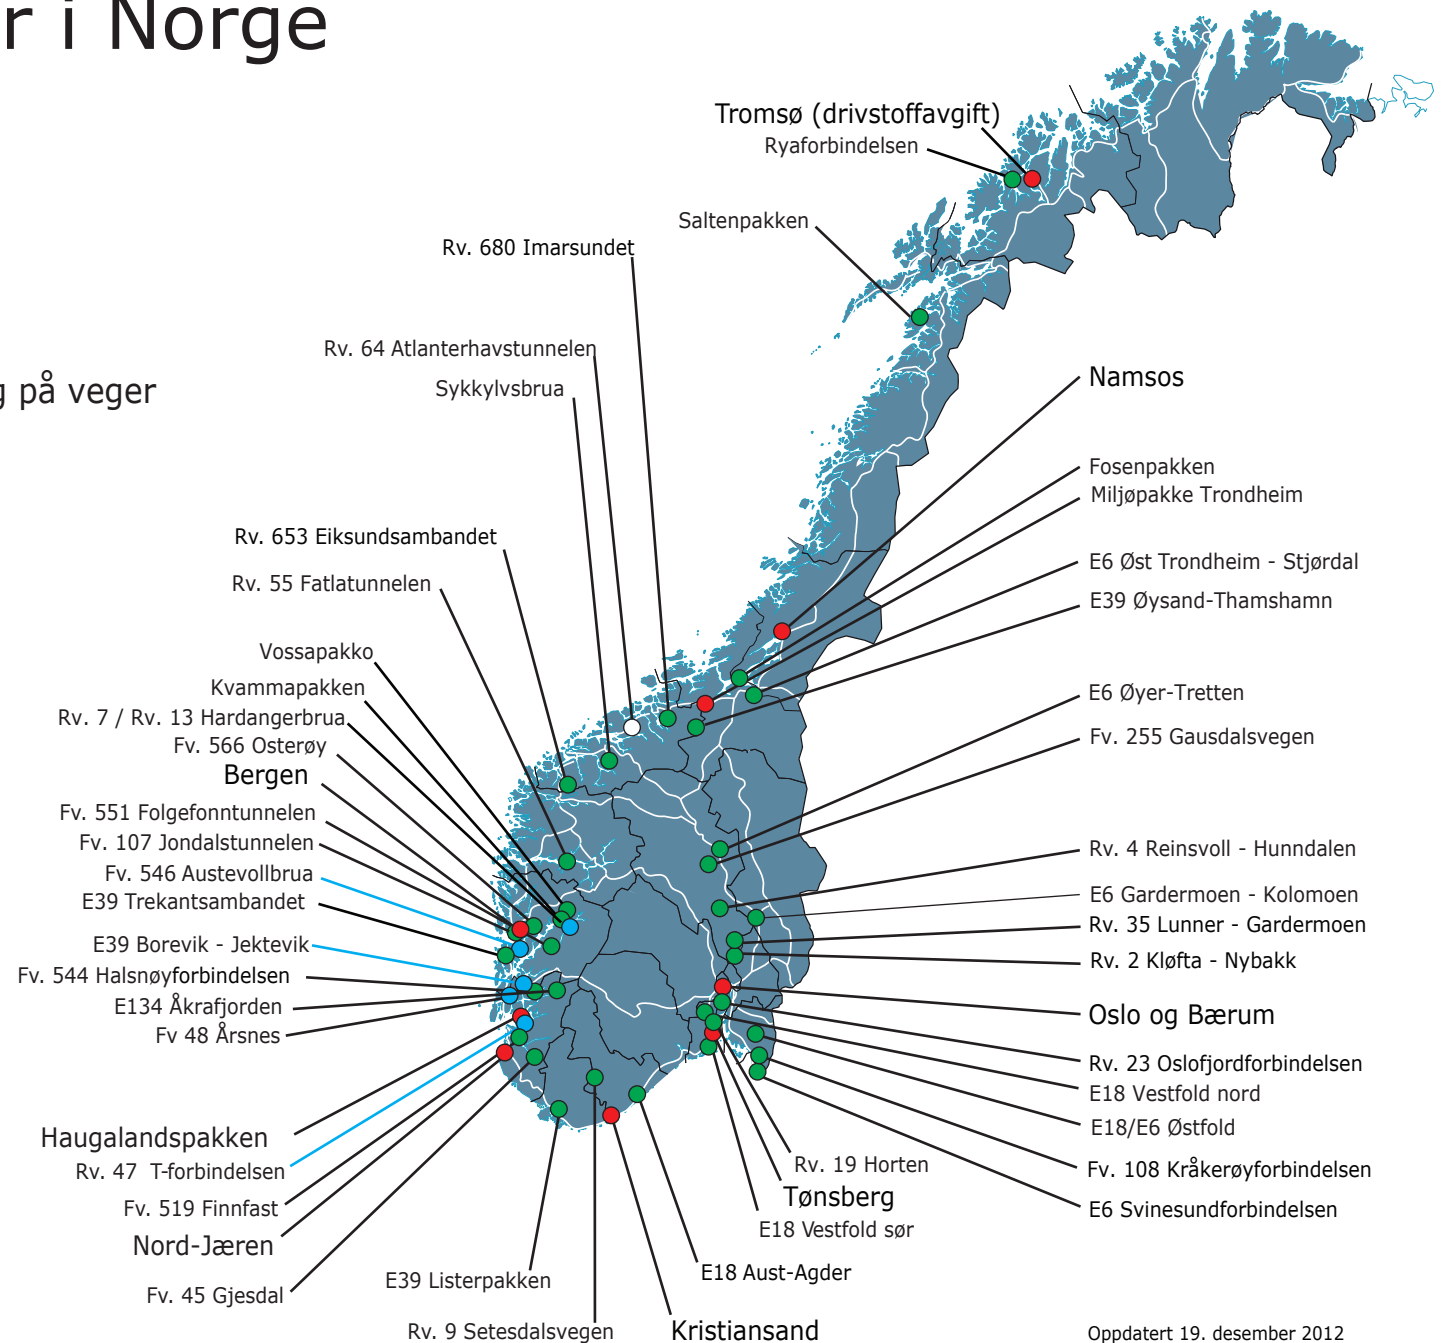 r i Norge
Tromsø (drivstoffavgift)
Ryaforbindelsen
Saltenpakken
Rv. 680 Imarsundet
Rv. 64 Atlanterhavstunnelen
Sykkylvsbrua
g på veger
Namsos
Fosenpakken
Miljøpakke Trondheim
E6 Øst Trondheim - Stjørdal
E39 Øysand-Thamshamn
E6 Øyer-Tretten
Fv. 255 Gausdalsvegen
Rv. 4 Reinsvoll - Hunndalen
E6 Gardermoen - Kolomoen
Rv. 35 Lunner - Gardermoen
Rv. 2 Kløfta - Nybakk
Oslo og Bærum
Rv. 23 Oslofjordforbindelsen
E18 Vestfold nord
E18/E6 Østfold
Fv. 108 Kråkerøyforbindelsen
E6 Svinesundforbindelsen
Rv. 653 Eiksundsambandet
Rv. 55 Fatlatunnelen
Vossapakko
Kvammapakken
Rv. 7 / Rv. 13 Hardangerbrua
Fv. 566 Osterøy
Bergen
Fv. 551 Folgefonntunnelen
Fv. 107 Jondalstunnelen
Fv. 546 Austevollbrua
E39 Trekantsambandet
E39 Borevik - Jektevik
Fv. 544 Halsnøyforbindelsen
E134 Åkrafjorden
Fv 48 Årsnes
Haugalandspakken
Rv. 47 T-forbindelsen
Fv. 519 Finnfast
Nord-Jæren
Fv. 45 Gjesdal
E39 Listerpakken
Rv. 9 Setesdalsvegen
Kristiansand
E18 Aust-Agder
Rv. 19 Horten
Tønsberg
E18 Vestfold sør
Oppdatert 19. desember 2012